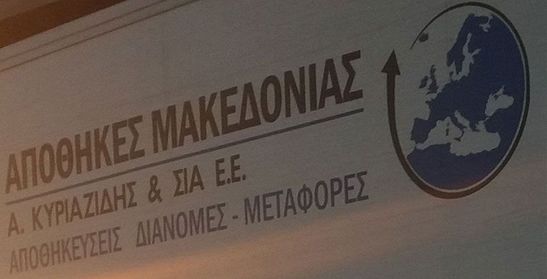 ΑΠΟΘΗΚΕΣ ΜΑΚΕΔΟΝΙΑΣ
Α. ΚΥΡΙΑΖΙΔΗΣ & ΣΙΑ Ε.Ε.
ΑΠΟΘΗΚΕΥΣΕΙΣ ΔΙΑΝΟΜΕΣ - ΜΕΤΑΦΟΡΕΣ